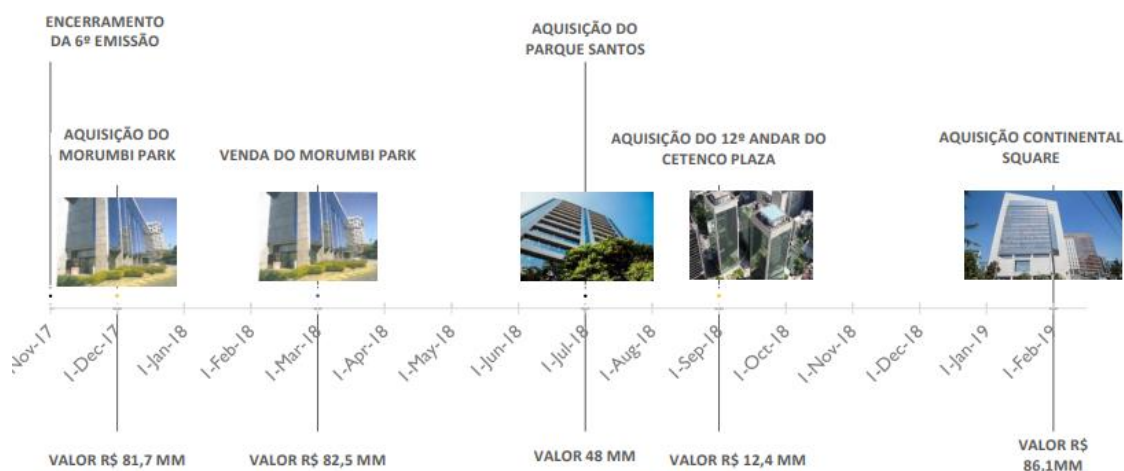 ENCERRAMENTO
DA 6º EMISSÃO
AQUISIÇÃO DO
PARQUE SANTOS
AQUISIÇÃO DO
MORUMBI PARK
VENDA DO MORUMBI PARK
AQUISIÇÃO DO 12º ANDAR DO
CETENCO PLAZA
AQUISIÇÃO CONTINENTAL
SQUARE
Nov-17
1-Dec-17
1-Jan-18
1-Feb-18
1-Mar-18
1-Apr-18
1-May-18
1-Jun-18
1-Jul-18
1-Aug-18
1-Sep-18
1-Oct-18
1-Nov-18
1-Dec-18
1-Jan-19
1-Feb-19
VALOR R$ 81,7 MM
VALOR R$ 82,5 MM
VALOR 48 MM
VALOR R$ 12,4 MM
VALOR R$
86,1MM